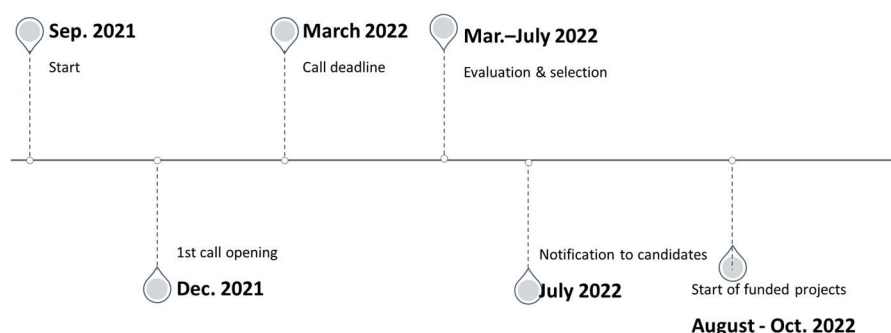 Sep. 2021
Start
March 2022
Call deadline
Mar.–July 2022
Evaluation & selection
1st call opening
Dec. 2021
Notification to candidates
July 2022
Start of funded projects
August - Oct. 2022